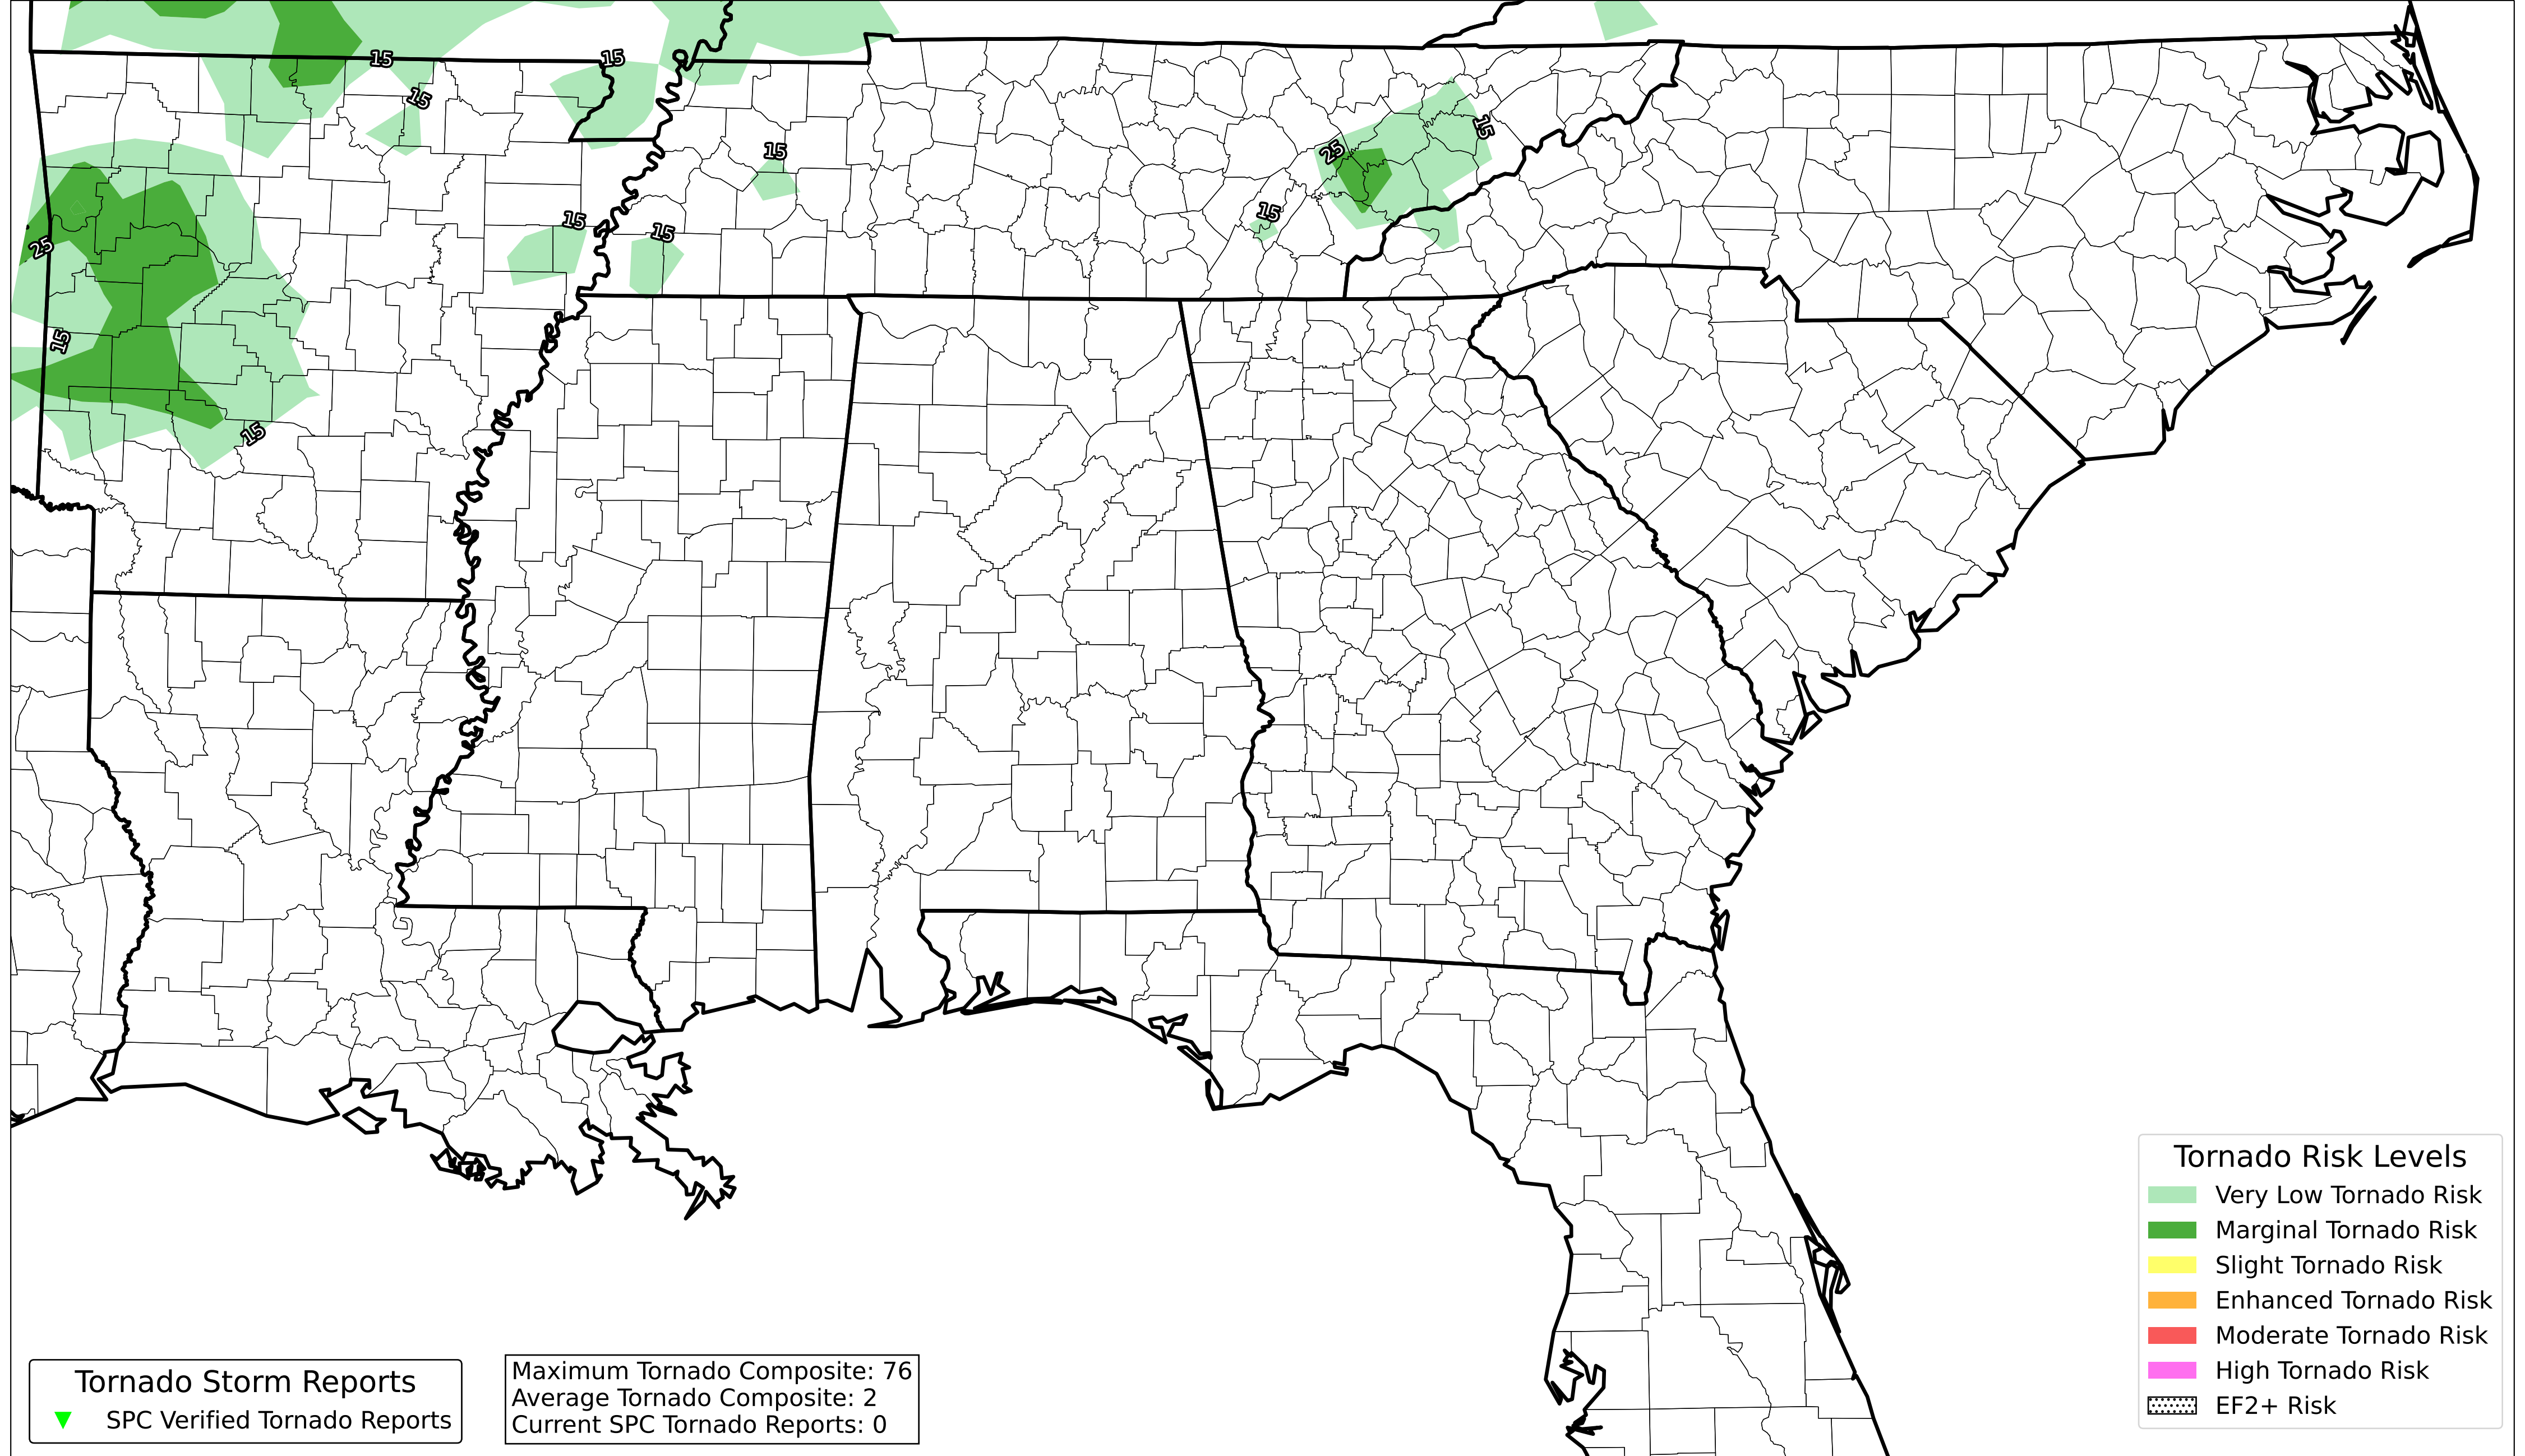 15
15
15
15
25
15
15
15
15
25
15
15
15
Tornado Risk Levels
Very Low Tornado Risk
Marginal Tornado Risk
Slight Tornado Risk
Enhanced Tornado Risk
Moderate Tornado Risk
High Tornado Risk
EF2+ Risk
Tornado Storm Reports
SPC Verified Tornado Reports
Maximum Tornado Composite: 76
Average Tornado Composite: 2
Current SPC Tornado Reports: 0